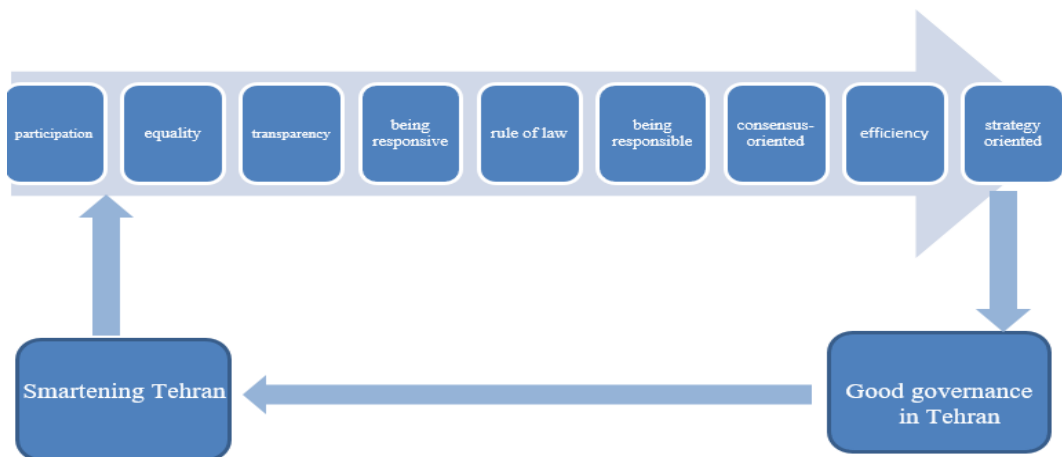 participation
equality
transparency
being
responsive
rule of law
being
responsible
consensus-
oriented
efficiency
strategy
oriented
Smartening Tehran
Good governance
in Tehran